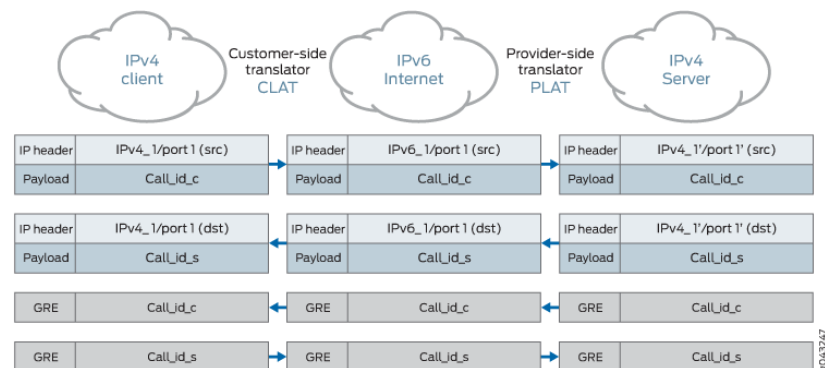 IPv4
client
Customer-side
translator
CLAT
IPv6
Internet
Provider-side
translator
PLAT
IPv4
Server
IP header IPv4_1/port 1 (src) IP header IPv6_1/port 1 (src) IP header IPv4_1'/port 1' (src)
Payload Call_id_c Payload Call_id_c Payload Call_id_c
IP header IPv4_1/port 1 (dst) IP header IPv6_1/port 1 (dst) IP header IPv4_1'/port 1' (dst)
Payload Call_id_s Payload Call_id_s Payload Call_id_s
GRE Call_id_c GRE Call_id_c GRE Call_id_c
GRE Call_id_s GRE Call_id_s GRE Call_id_s
g043247